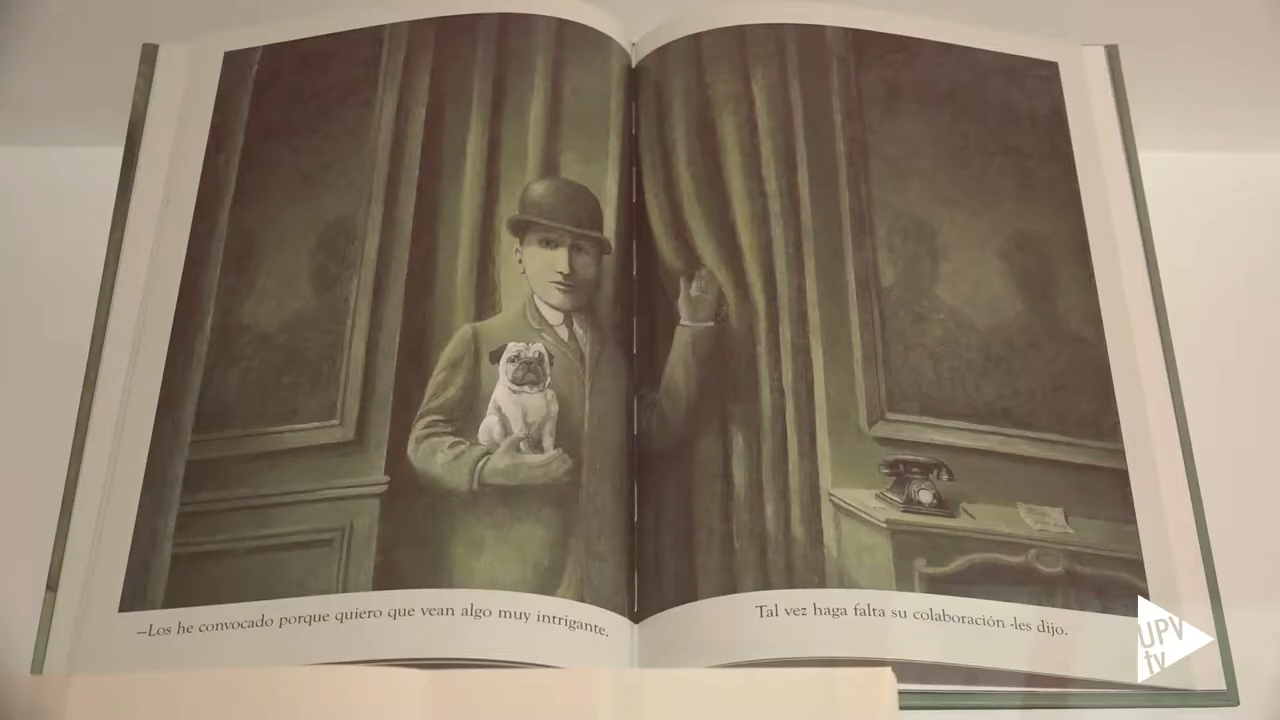 —Los he convocado porque quiero que vean algo muy intrigante.
Tal vez haga falta su colaboración -les dijo.
UPV
tv